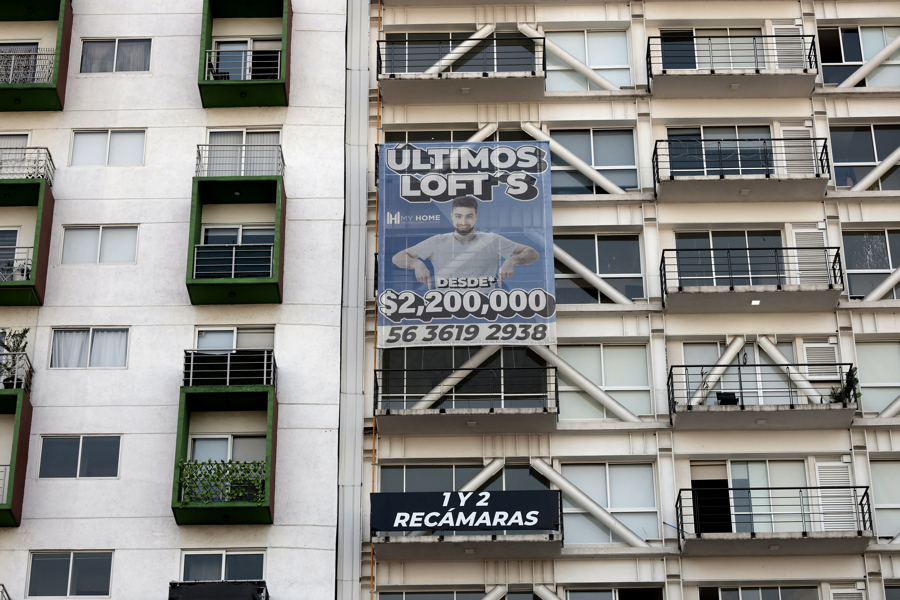 ÚLTIMOS
LOFT´S
MY HOME
DESDE*
$2,200,000
56 3619 2938
1 Y 2
RECÁMARAS